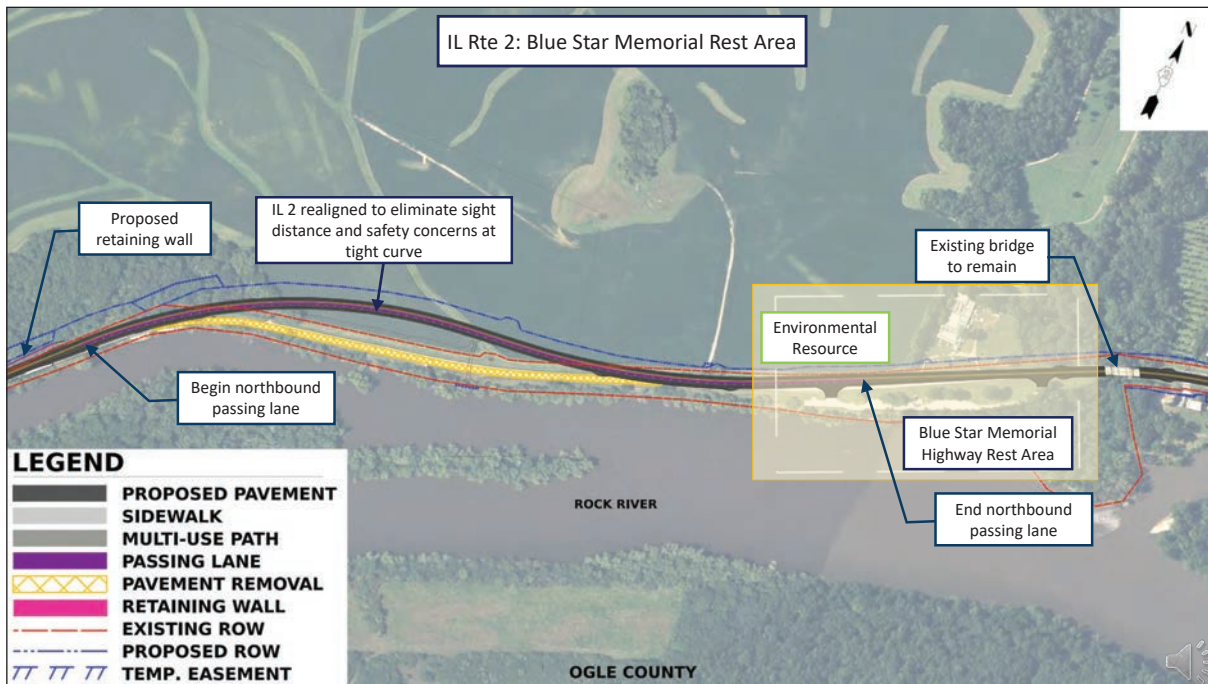 IL Rte 2: Blue Star Memorial Rest Area
N
Proposed
retaining wall
IL 2 realigned to eliminate sight
distance and safety concerns at
tight curve
Existing bridge
to remain
Environmental
Resource
Begin northbound
passing lane
Blue Star Memorial
Highway Rest Area
End northbound
passing lane
ROCK RIVER
OGLE COUNTY
LEGEND
PROPOSED PAVEMENT
SIDEWALK
MULTI-USE PATH
PASSING LANE
PAVEMENT REMOVAL
RETAINING WALL
EXISTING ROW
PROPOSED ROW
TEMP. EASEMENT